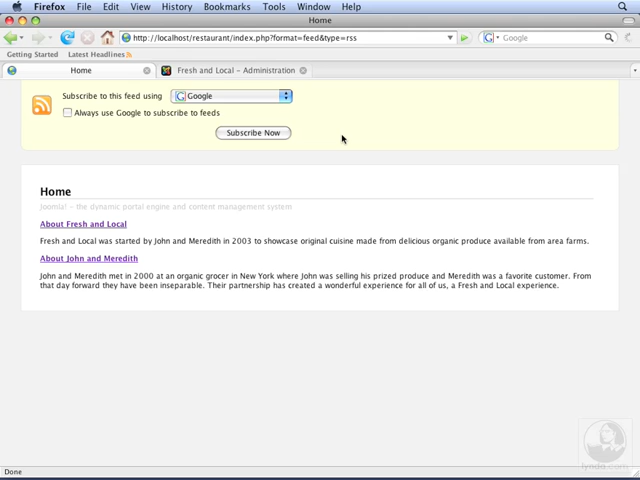 Firefox File Edit View History Bookmarks Tools Window Help
Home
http://localhost/restaurant/index.php?format=feed&type=rss
Google
Getting Started Latest Headlines
Home Fresh and Local - Administration
Subscribe to this feed using Google
Always use Google to subscribe to feeds
Subscribe Now
Home
Joomla! - the dynamic portal engine and content management system
About Fresh and Local
Fresh and Local was started by John and Meredith in 2003 to showcase original cuisine made from delicious organic produce available from area farms.
About John and Meredith
John and Meredith met in 2000 at an organic grocer in New York where John was selling his prized produce and Meredith was a favorite customer. From
that day forward they have been inseparable. Their partnership has created a wonderful experience for all of us, a Fresh and Local experience.
lynda.com
Done